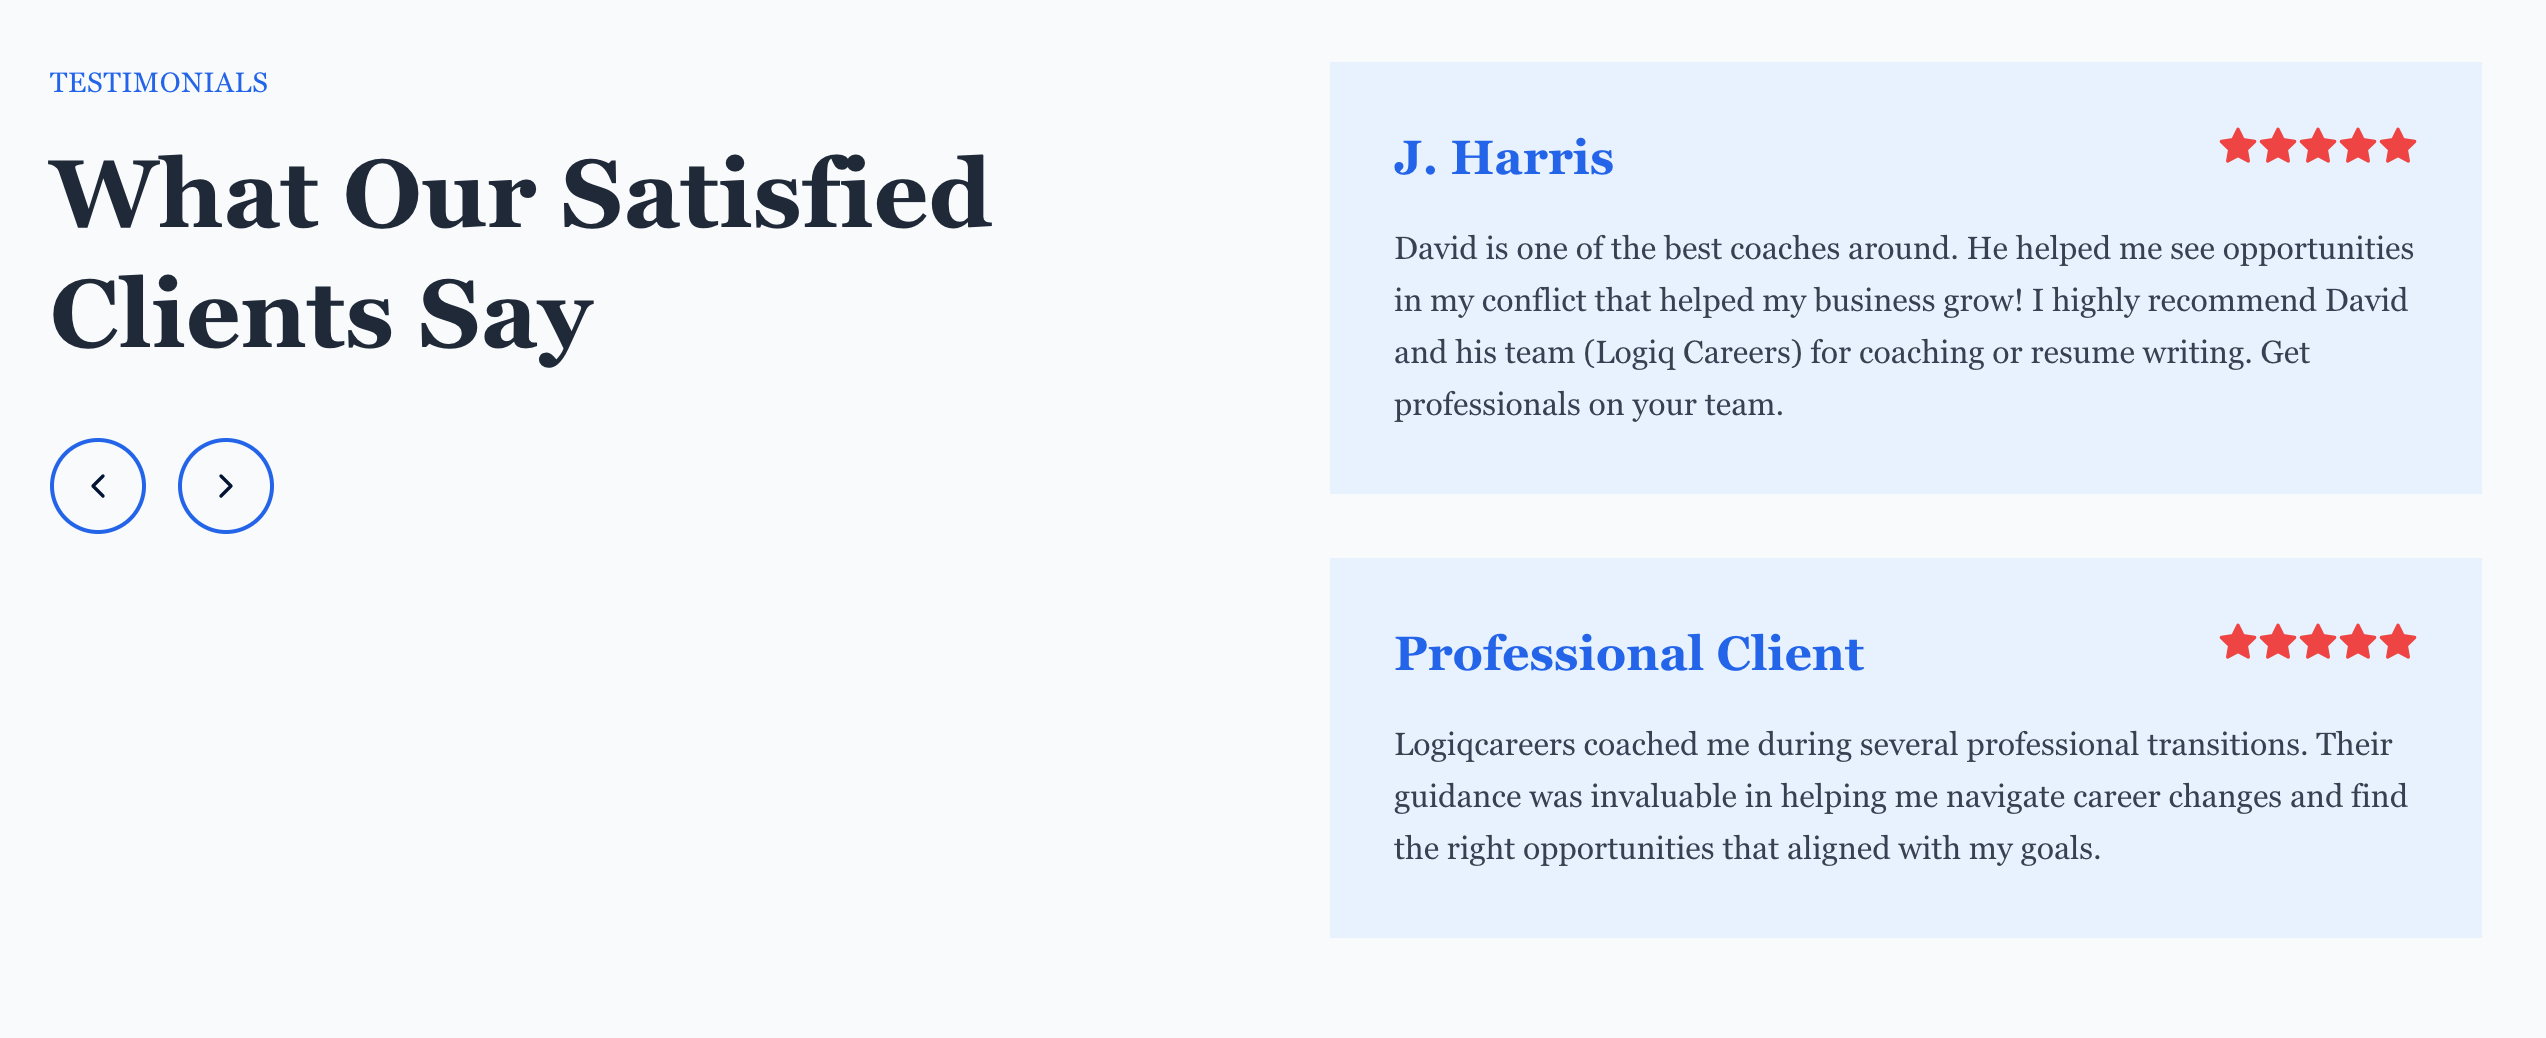 TESTIMONIALS
What Our Satisfied
Clients Say
J. Harris
David is one of the best coaches around. He helped me see opportunities
in my conflict that helped my business grow! I highly recommend David
and his team (Logiq Careers) for coaching or resume writing. Get
professionals on your team.
Professional Client
Logiqcareers coached me during several professional transitions. Their
guidance was invaluable in helping me navigate career changes and find
the right opportunities that aligned with my goals.